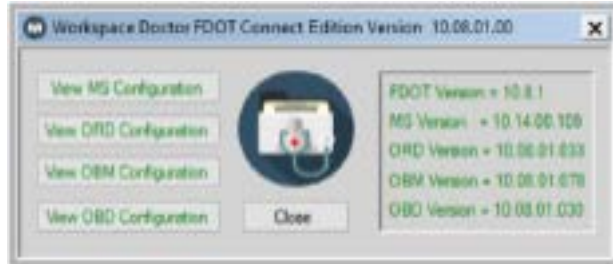 Workspace Doctor FDOT Connect Edition Version 10.08.01.00
View MS Configuration
View ORD Configuration
View OBM Configuration
View OBD Configuration
Close
FDOT Version = 10.8.1
MS Version = 10.14.00.109
ORD Version = 10.08.01.033
OBM Version = 10.08.01.078
OBD Version = 10.08.01.030